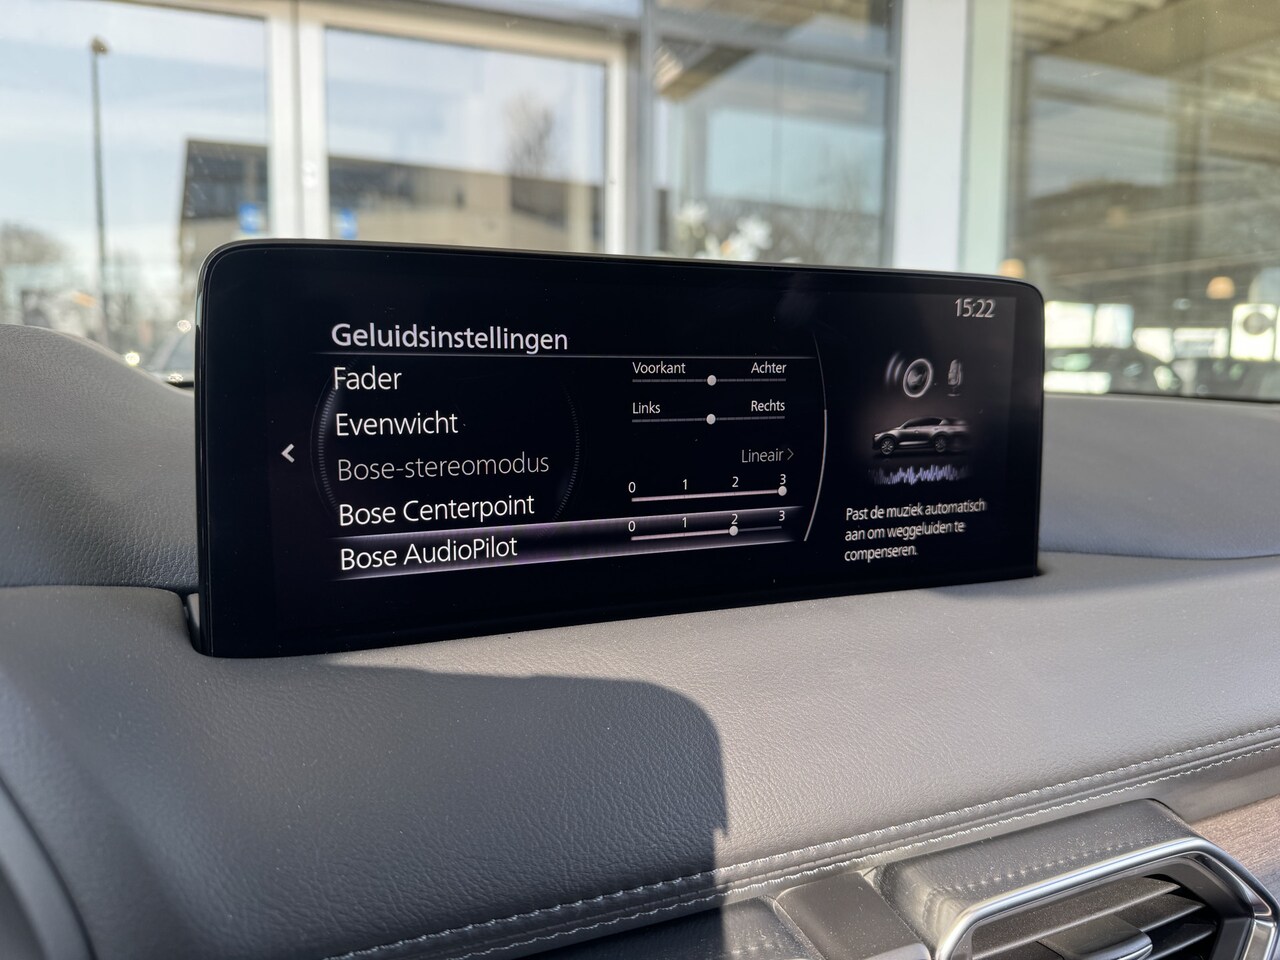 15:22
Geluidsinstellingen
Fader
Voorkant Achter
Evenwicht
Links Rechts
Bose-stereomodus
Lineair
Bose Centerpoint
0 1 2 3
Bose AudioPilot
0 1 2 3
Past de muziek automatisch
aan om weggeluiden te
compenseren.